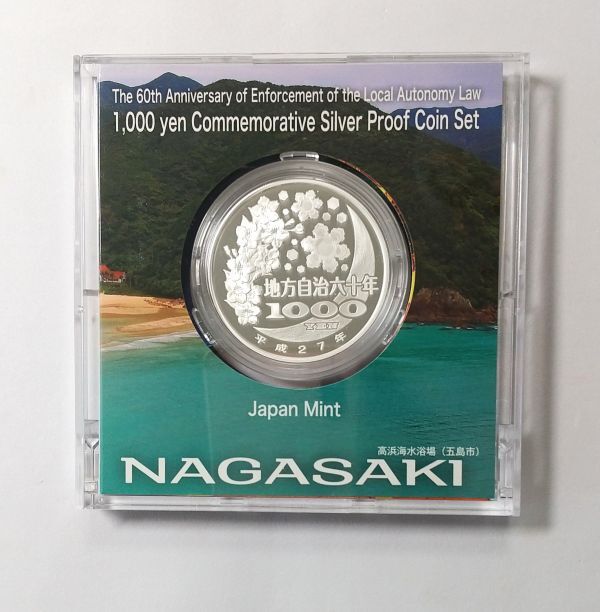 The 60th Anniversary of Enforcement of the Local Autonomy Law
1,000 yen Commemorative Silver Proof Coin Set
地方自治六十年
1000
YEN
平成27年
Japan Mint
高浜海水浴場（五島市）
NAGASAKI